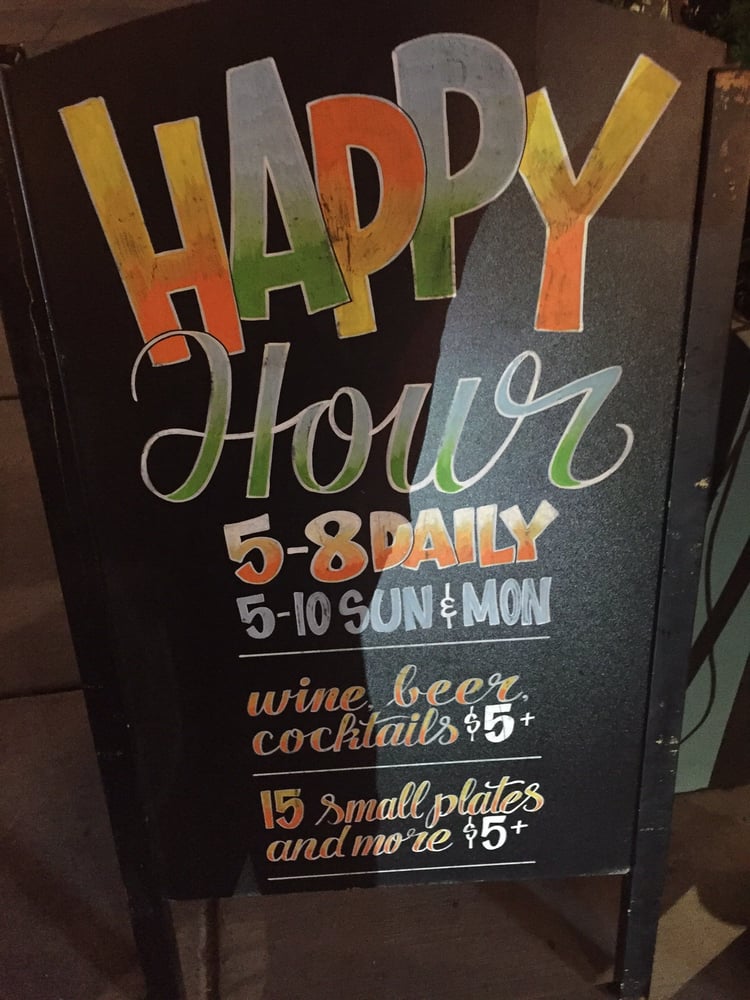 HAPPY
Hour
5-8 DAILY
5-10 SUN & MON
wine, beer,
cocktails $5+
15 small plates
and more $5+